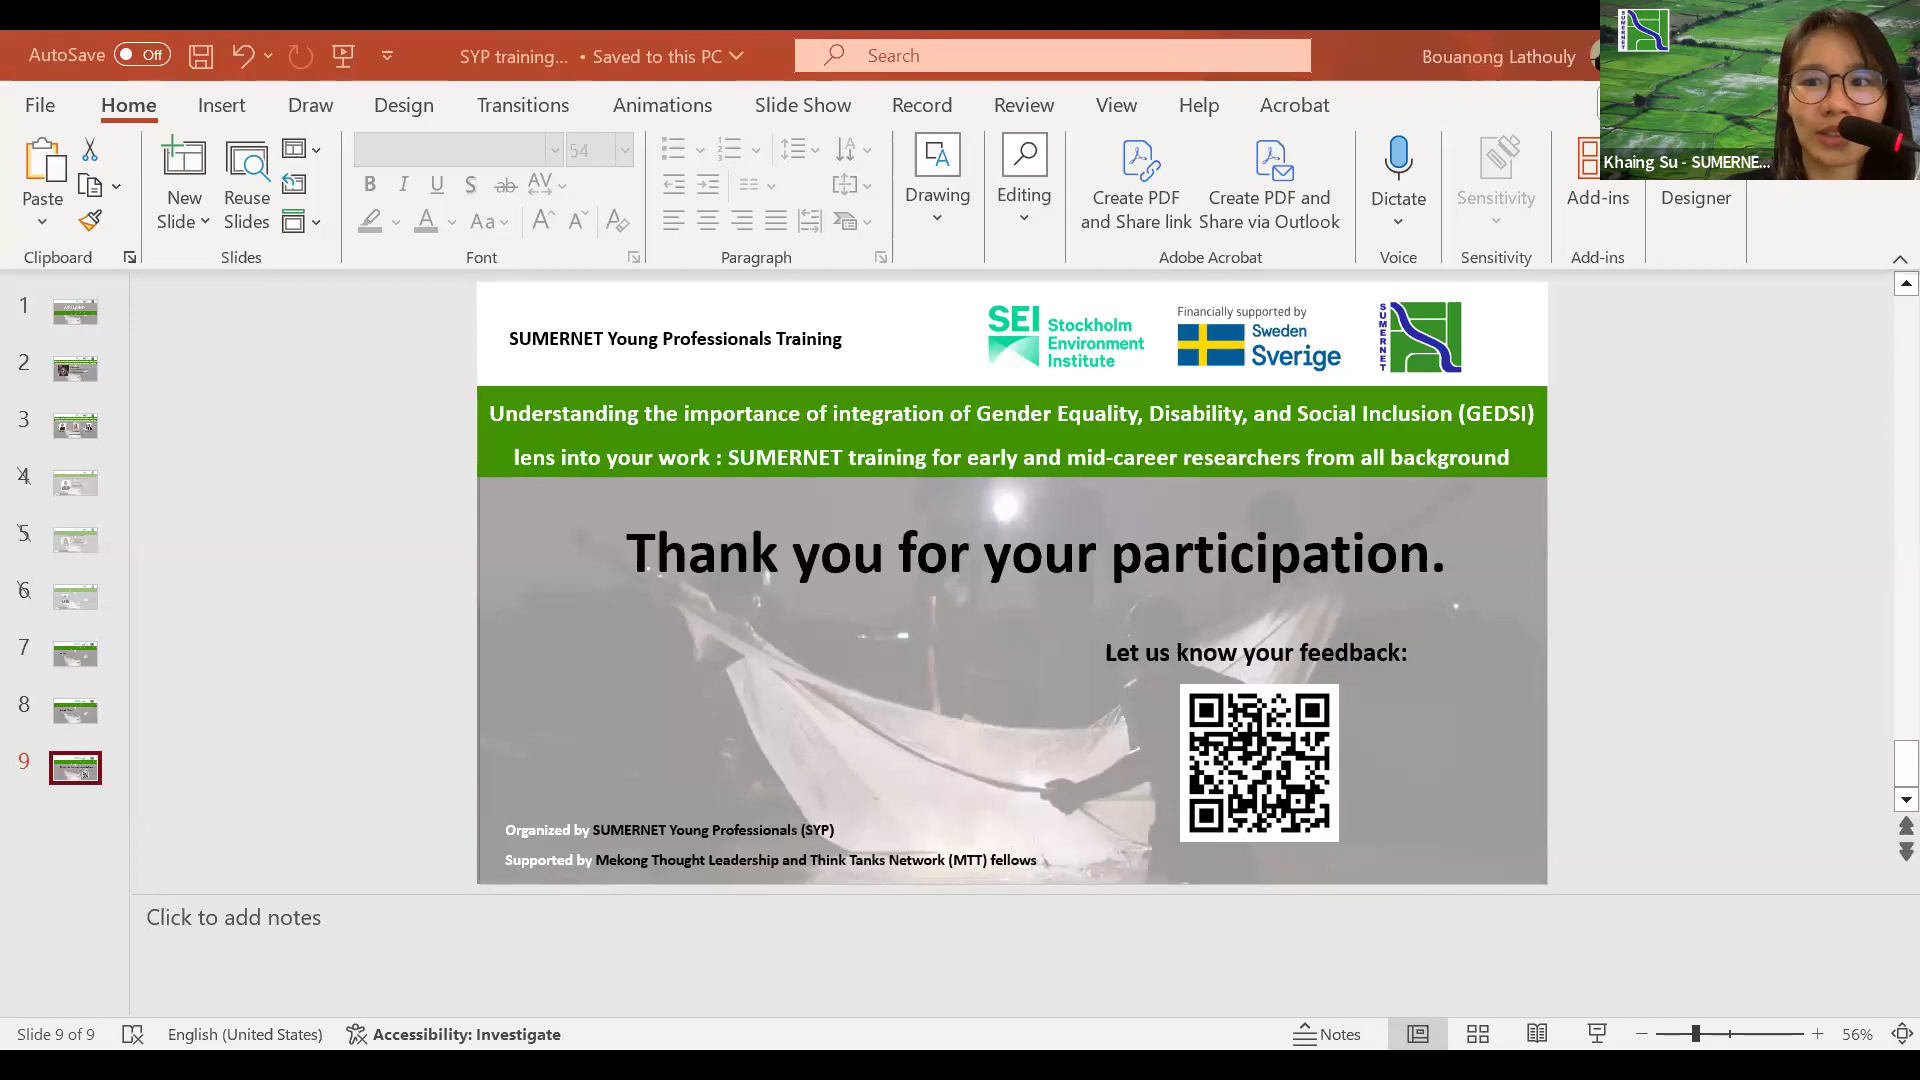 AutoSave Off SYP training... • Saved to this PC Search Bouanong Lathouly
SUMERNET
Khaing Su - SUMERNE...
File Home Insert Draw Design Transitions Animations Slide Show Record Review View Help Acrobat
Paste
New Slide
Reuse Slides
54
B I U S ab AV
A Aa A A A
Drawing
Editing
Create PDF and Share link
Create PDF and Share via Outlook
Dictate
Sensitivity
Add-ins
Designer
Clipboard Slides Font Paragraph Adobe Acrobat Voice Sensitivity Add-ins
1
2
3
4
5
6
7
8
9
SUMERNET Young Professionals Training
SEI Stockholm
Environment
Institute
Financially supported by
Sweden
Sverige
SUMERNET
Understanding the importance of integration of Gender Equality, Disability, and Social Inclusion (GEDSI)
lens into your work : SUMERNET training for early and mid-career researchers from all background
Thank you for your participation.
Let us know your feedback:
Organized by SUMERNET Young Professionals (SYP)
Supported by Mekong Thought Leadership and Think Tanks Network (MTT) fellows
Click to add notes
Slide 9 of 9 English (United States) Accessibility: Investigate Notes 56%